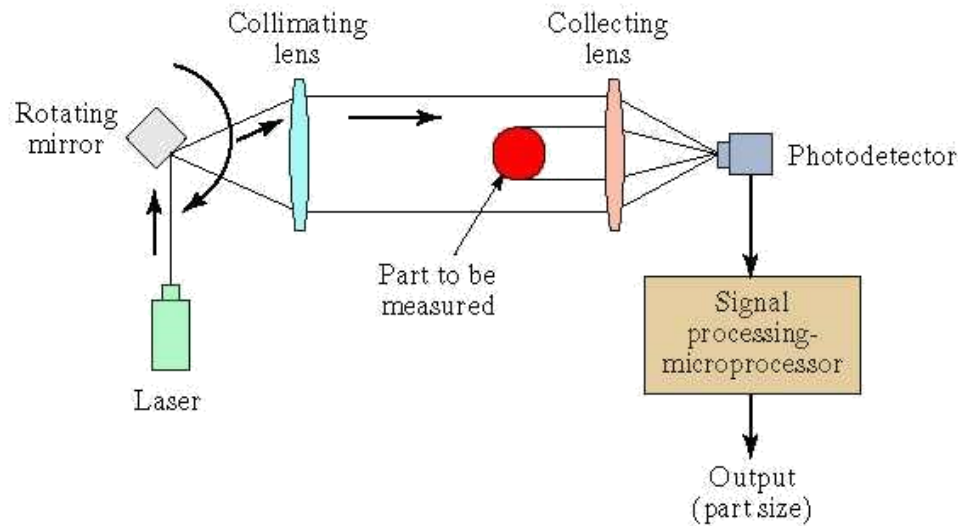 Collimating
lens
Collecting
lens
Rotating
mirror
Photodetector
Part to be
measured
Signal
processing-
microprocessor
Laser
Output
(part size)